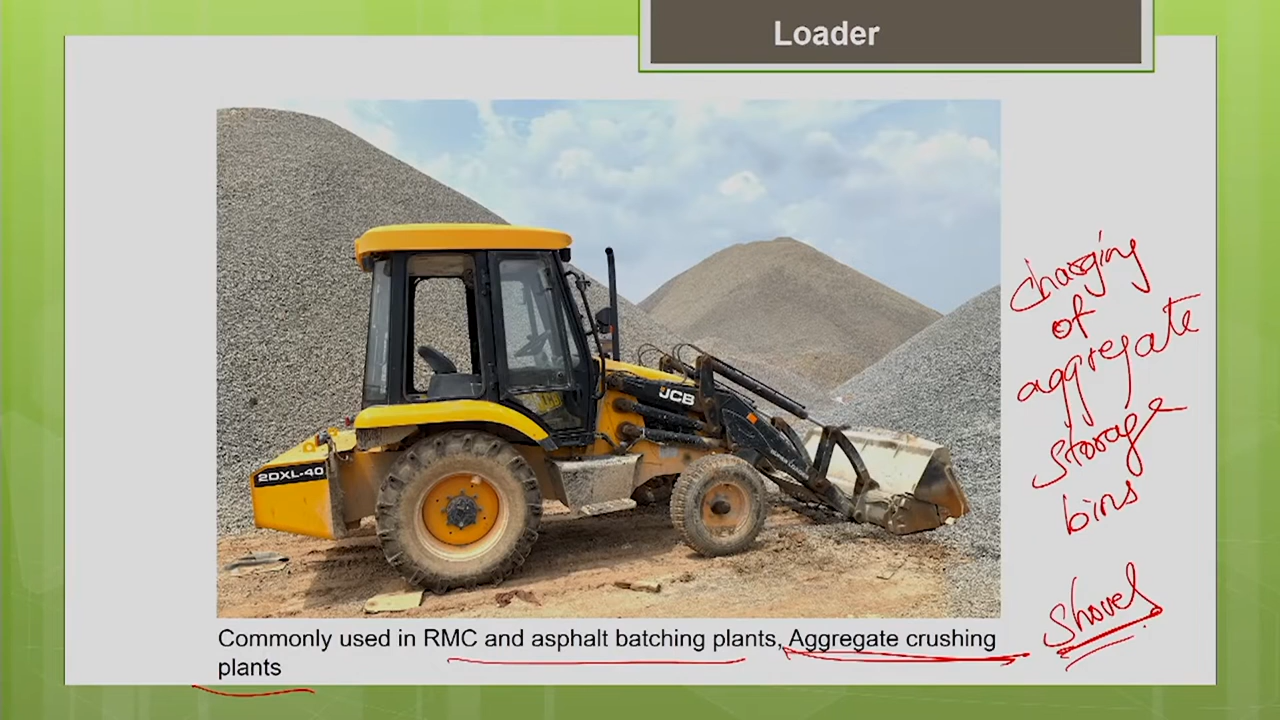 Loader
JCB
2DXL-40
Commonly used in RMC and asphalt batching plants, Aggregate crushing
plants
charging
of
aggregate
storage
bins
Shovel